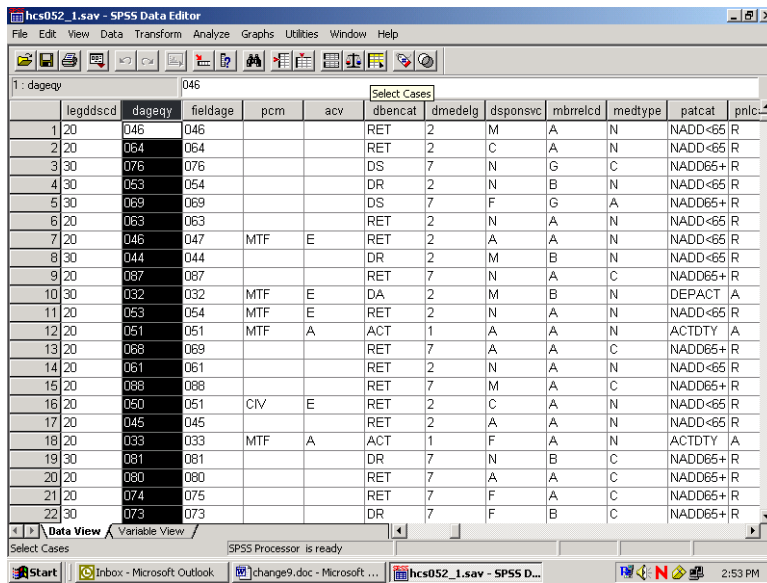 hcs052_1.sav - SPSS Data Editor
File Edit View Data Transform Analyze Graphs Utilities Window Help
1 : dageqy 046
Select Cases
legddscd dageqy fieldage pcm acv dbencat dmedelg dsponsvc mbrrelcd medtype patcat pnlc
1 20 046 046 RET 2 M A N NADD<65 R
2 20 064 064 RET 2 C A N NADD<65 R
3 30 076 076 DS 7 N G C NADD65+ R
4 30 053 054 DR 2 N B N NADD<65 R
5 30 069 069 DS 7 F G A NADD65+ R
6 20 063 063 RET 2 N A N NADD<65 R
7 20 046 047 MTF E RET 2 A A N NADD<65 R
8 30 044 044 DR 2 M B N NADD<65 R
9 20 087 087 RET 7 N A C NADD65+ R
10 30 032 032 MTF E DA 2 M B N DEPACT A
11 20 053 054 MTF E RET 2 N A N NADD<65 R
12 20 051 051 MTF A ACT 1 A A N ACTDTY A
13 20 068 069 RET 7 A A C NADD65+ R
14 20 061 061 RET 2 N A N NADD<65 R
15 20 088 088 RET 7 M A C NADD65+ R
16 20 050 051 CIV E RET 2 C A N NADD<65 R
17 20 045 045 RET 2 A A N NADD<65 R
18 20 033 033 MTF A ACT 1 F A N ACTDTY A
19 30 081 081 DR 7 N B C NADD65+ R
20 20 080 080 RET 7 A A C NADD65+ R
21 20 074 075 RET 7 F A C NADD65+ R
22 30 073 073 DR 7 F B C NADD65+ R
Data View Variable View
Select Cases SPSS Processor is ready
Start Inbox - Microsoft Outlook change9.doc - Microsoft ... hcs052_1.sav - SPSS D... 2:53 PM